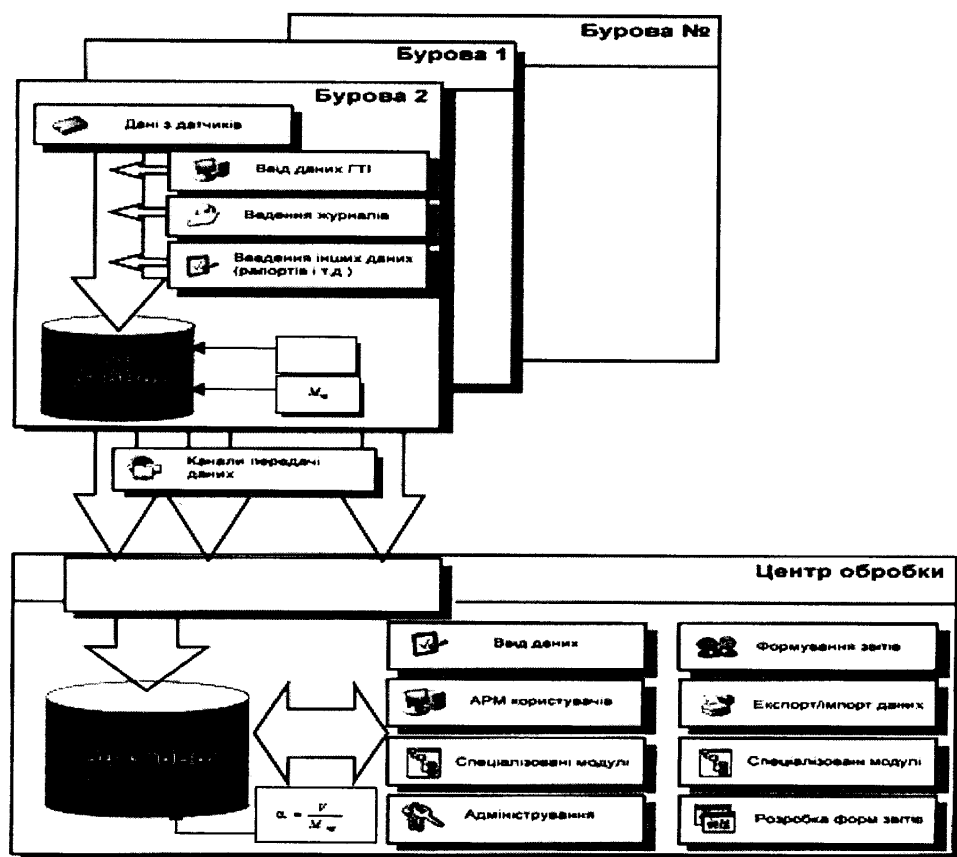 Бурова №
Бурова 1
Бурова 2
Дані з датчиків
Ввід даних ГТІ
Ведення журналів
Введення інших даних
(рапортів і т.д.)
Канали передачі
даних
Центр обробки
Ввід даних
Формування звітів
АРМ користувачів
Експорт/імпорт даних
Спеціалізовані модулі
Спеціалізовані модулі
Адміністрування
Розробка форм звітів